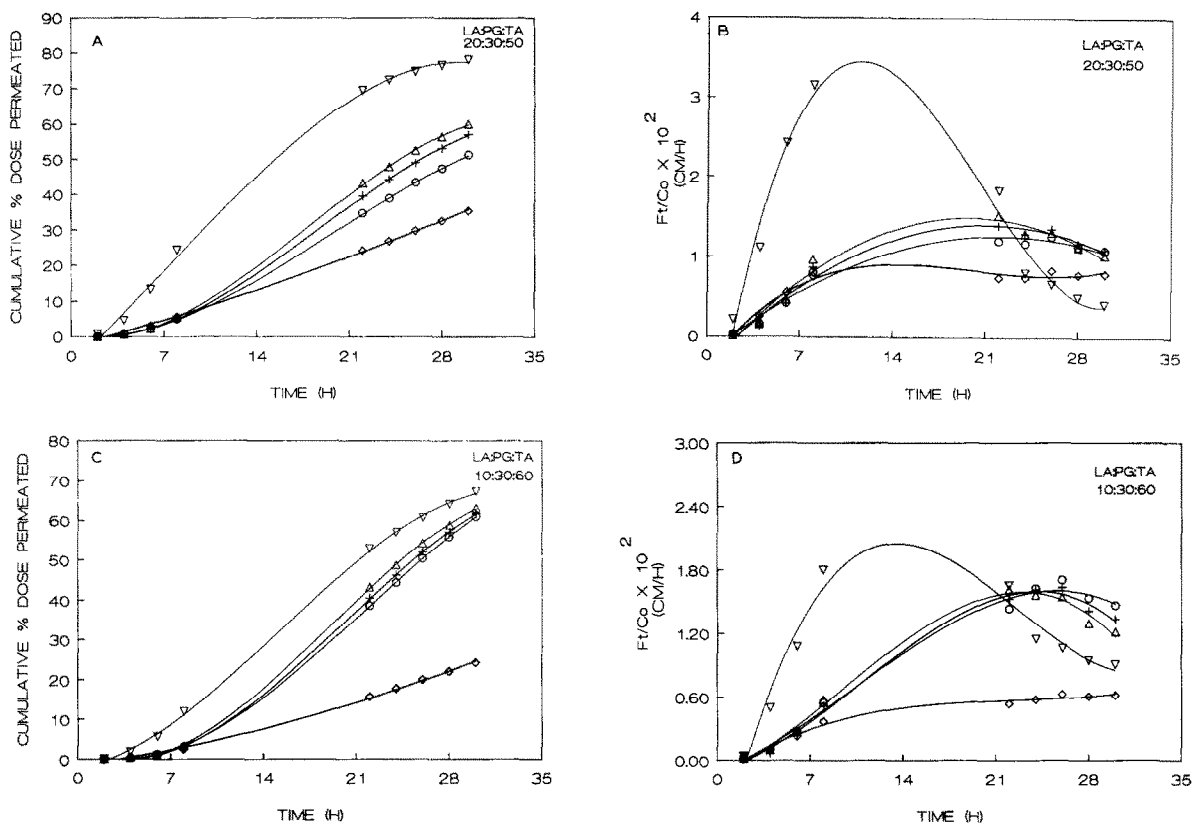 A
LA:PG:TA
20:30:50
CUMULATIVE % DOSE PERMEATED
90
80
70
60
50
40
30
20
10
0
0 7 14 21 28 35
TIME (H)
B
LA:PG:TA
20:30:50
Ft/Co X 10 2
(CM/H)
4
3
2
1
0
0 7 14 21 28 35
TIME (H)
C
LA:PG:TA
10:30:60
CUMULATIVE % DOSE PERMEATED
80
70
60
50
40
30
20
10
0
0 7 14 21 28 35
TIME (H)
D
LA:PG:TA
10:30:60
Ft/Co X 10 2
(CM/H)
3.00
2.40
1.80
1.20
0.60
0.00
0 7 14 21 28 35
TIME (H)